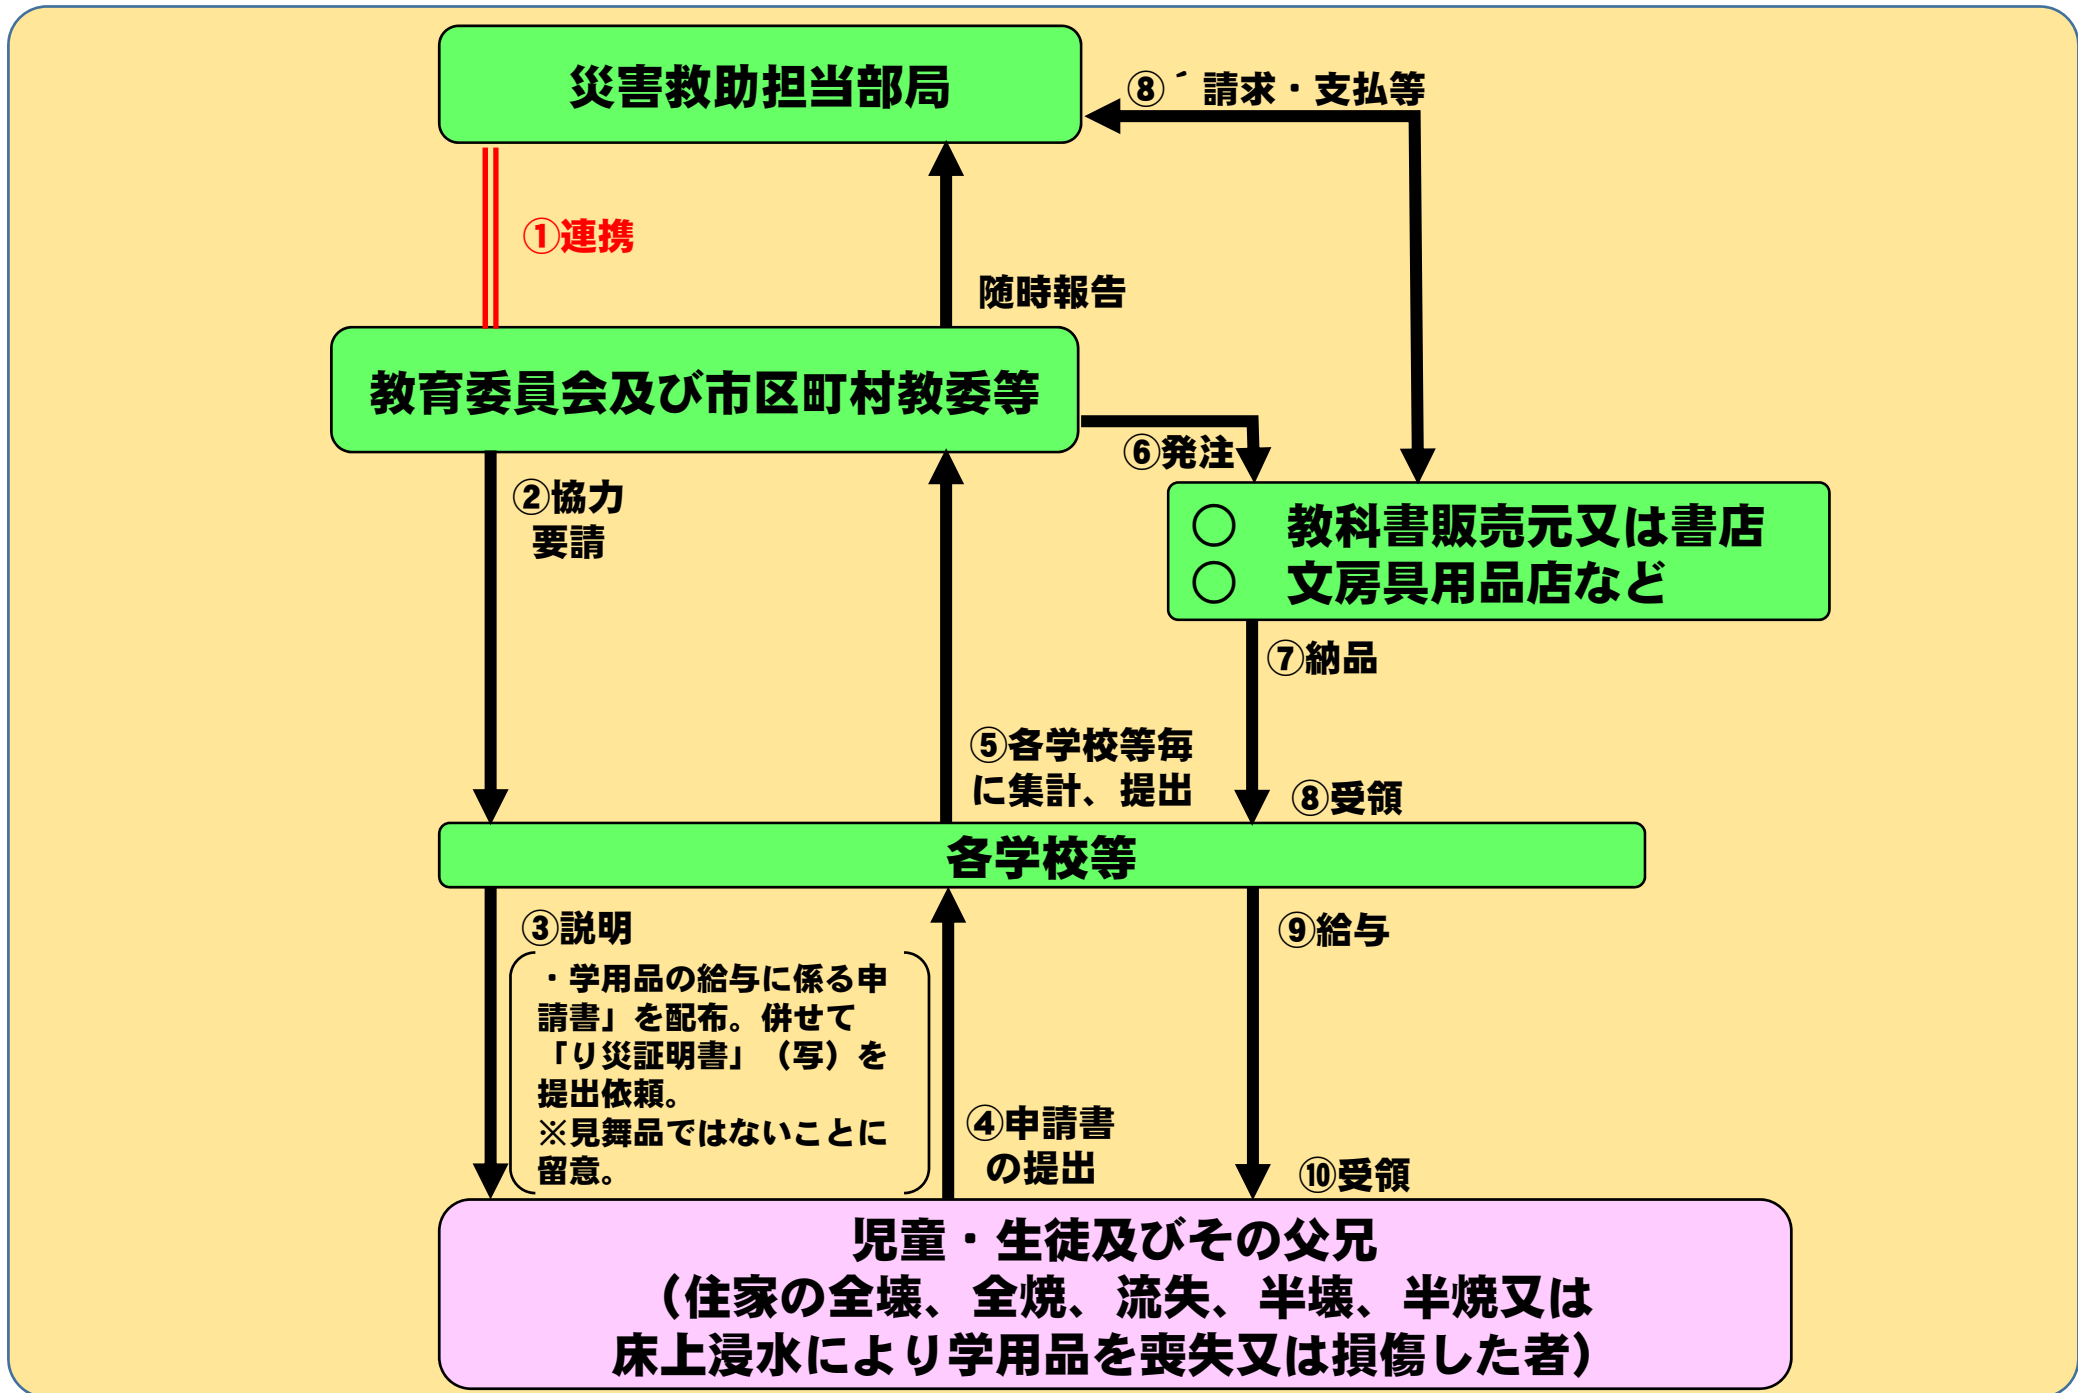 災害救助担当部局
⑧´請求・支払等
①連携
随時報告
教育委員会及び市区町村教委等
⑥発注
②協力
要請
○　教科書販売元又は書店
○　文房具用品店など
⑦納品
⑤各学校等毎
に集計、提出
⑧受領
各学校等
③説明
・学用品の給与に係る申
請書」を配布。併せて
「り災証明書」（写）を
提出依頼。
※見舞品ではないことに
留意。
④申請書
の提出
⑨給与
⑩受領
児童・生徒及びその父兄
（住家の全壊、全焼、流失、半壊、半焼又は
床上浸水により学用品を喪失又は損傷した者）